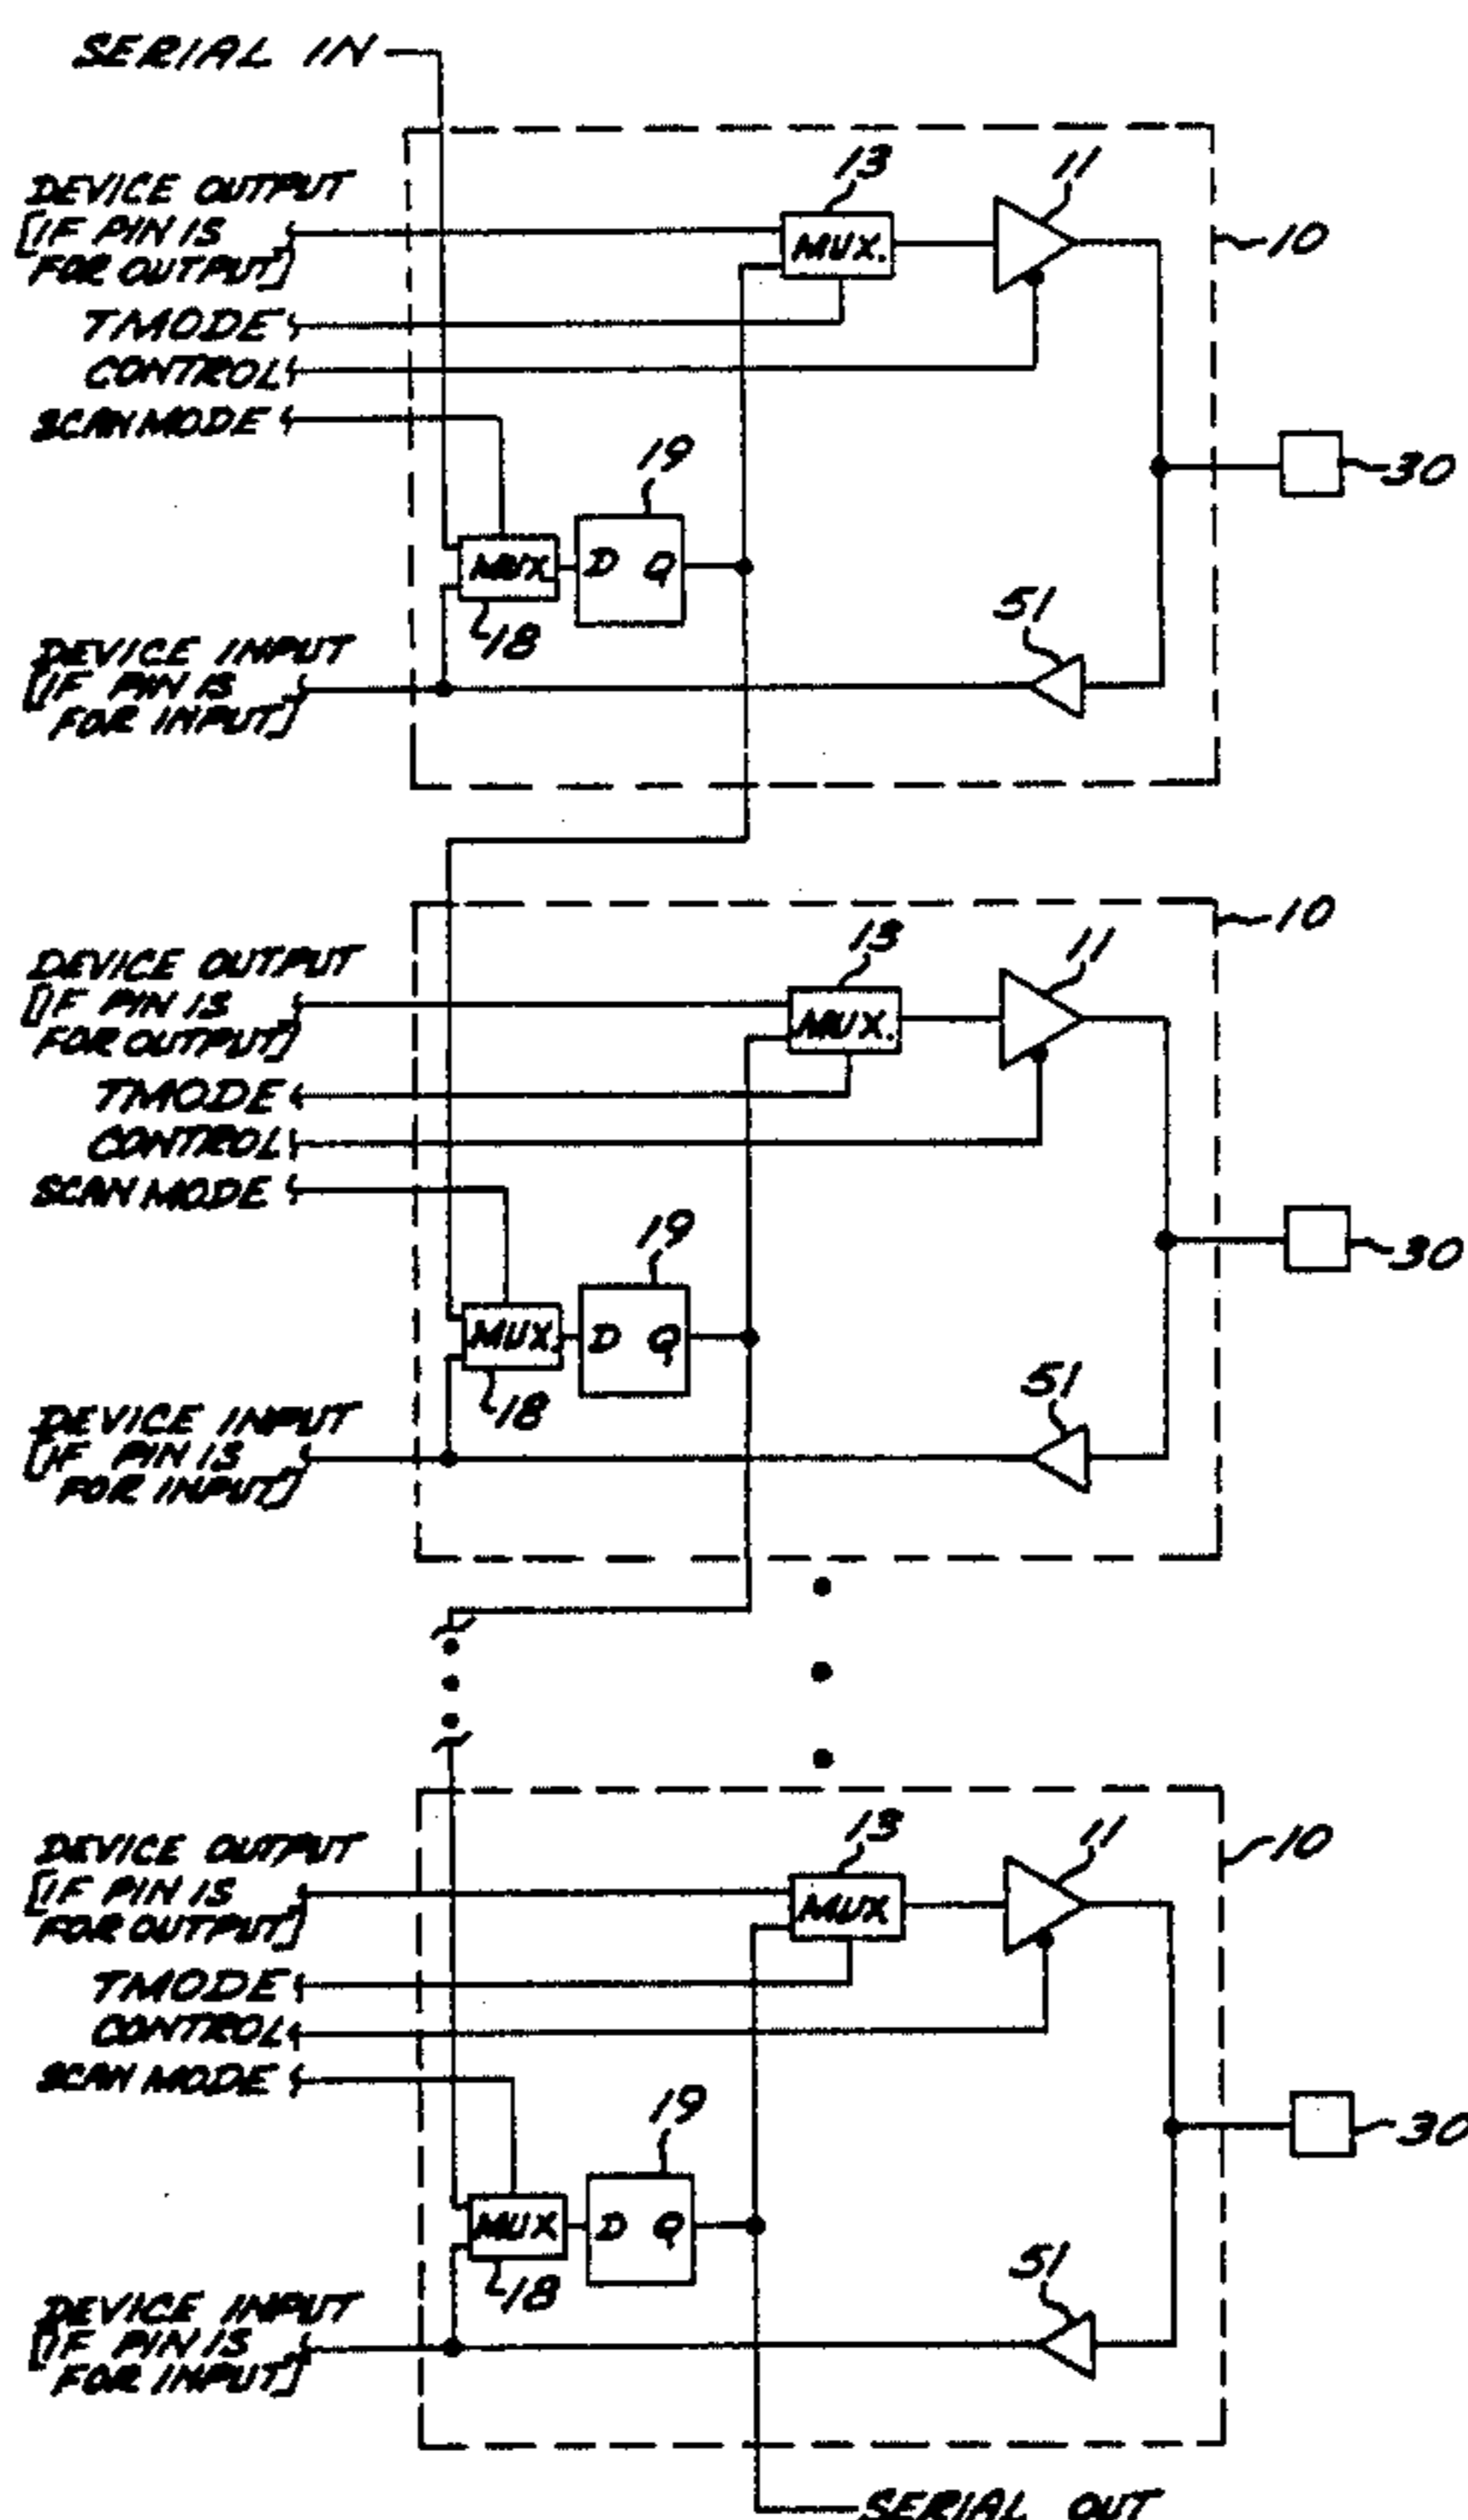 SERIAL IN
13
11
10
DEVICE OUTPUT
[IF PIN IS
FOR OUTPUT]
MUX.
TMODE
CONTROL
SCAN MODE
19
30
MUX.
D Q
18
51
DEVICE INPUT
[IF PIN IS
FOR INPUT]
10
13
11
DEVICE OUTPUT
[IF PIN IS
FOR OUTPUT]
MUX.
TMODE
CONTROL
SCAN MODE
19
30
MUX.
D Q
18
51
DEVICE INPUT
[IF PIN IS
FOR INPUT]
13
11
10
DEVICE OUTPUT
[IF PIN IS
FOR OUTPUT]
MUX
TMODE
CONTROL
SCAN MODE
19
30
MUX
D Q
18
51
DEVICE INPUT
[IF PIN IS
FOR INPUT]
SERIAL OUT